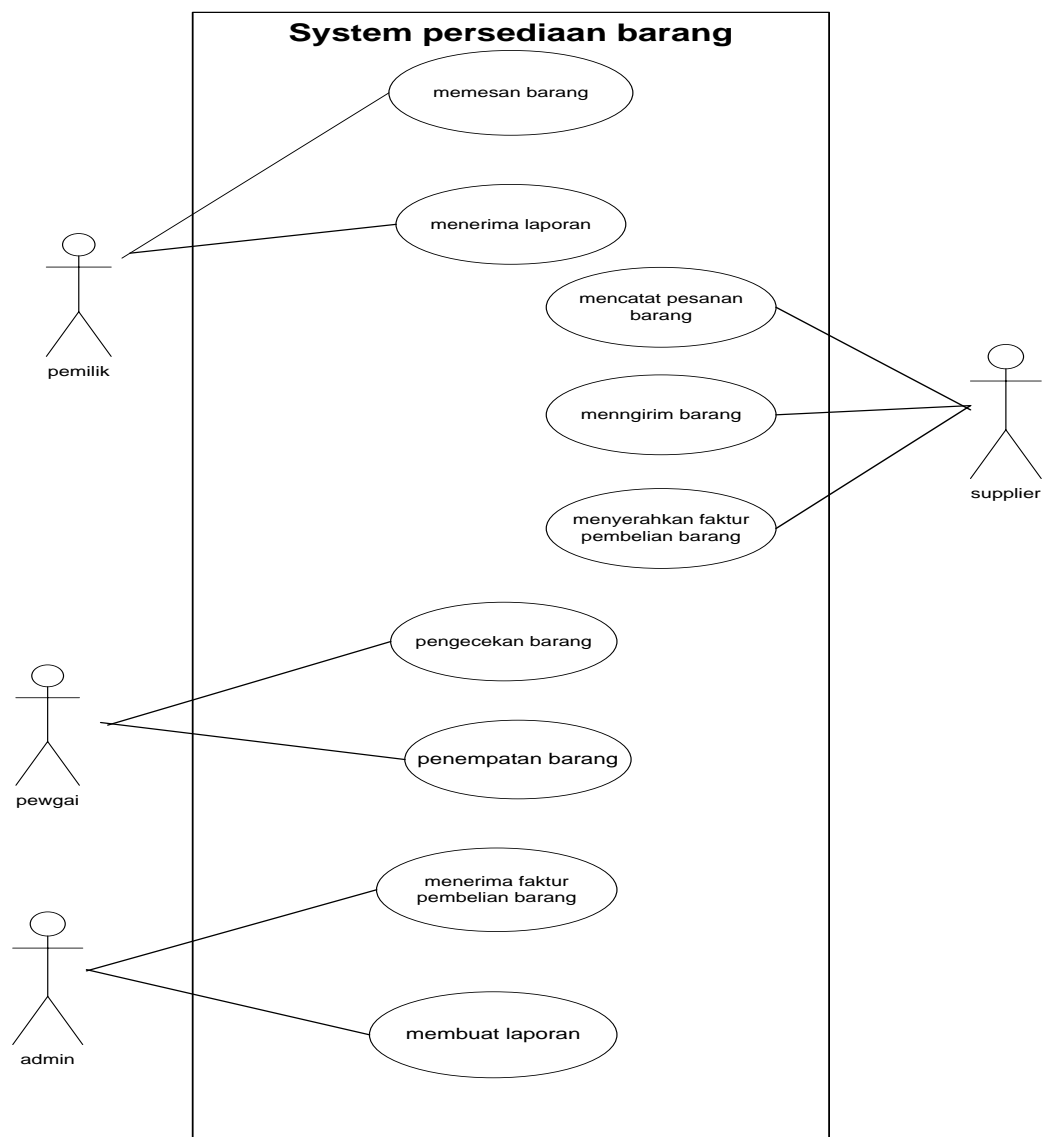 System persediaan barang
memesan barang
menerima laporan
pemilik
mencatat pesanan
barang
menngirim barang
supplier
menyerahkan faktur
pembelian barang
pengecekan barang
pewgai
penempatan barang
menerima faktur
pembelian barang
admin
membuat laporan